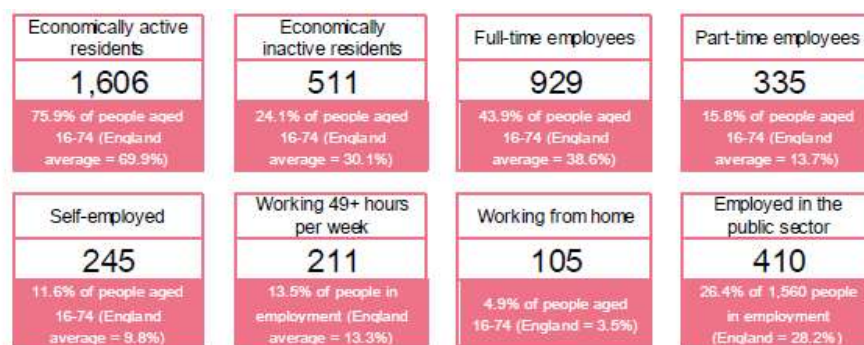 Economically active
residents
1,606
75.9% of people aged
16-74 (England
average = 69.9%)
Economically
inactive residents
511
24.1% of people aged
16-74 (England
average = 30.1%)
Full-time employees
929
43.9% of people aged
16-74 (England
average = 38.6%)
Part-time employees
335
15.8% of people aged
16-74 (England
average = 13.7%)
Self-employed
245
11.6% of people aged
16-74 (England
average = 9.8%)
Working 49+ hours
per week
211
13.5% of people in
employment (England
average = 13.3%)
Working from home
105
4.9% of people aged
16-74 (England = 3.5%)
Employed in the
public sector
410
26.4% of 1,560 people
in employment
(England = 28.2%)